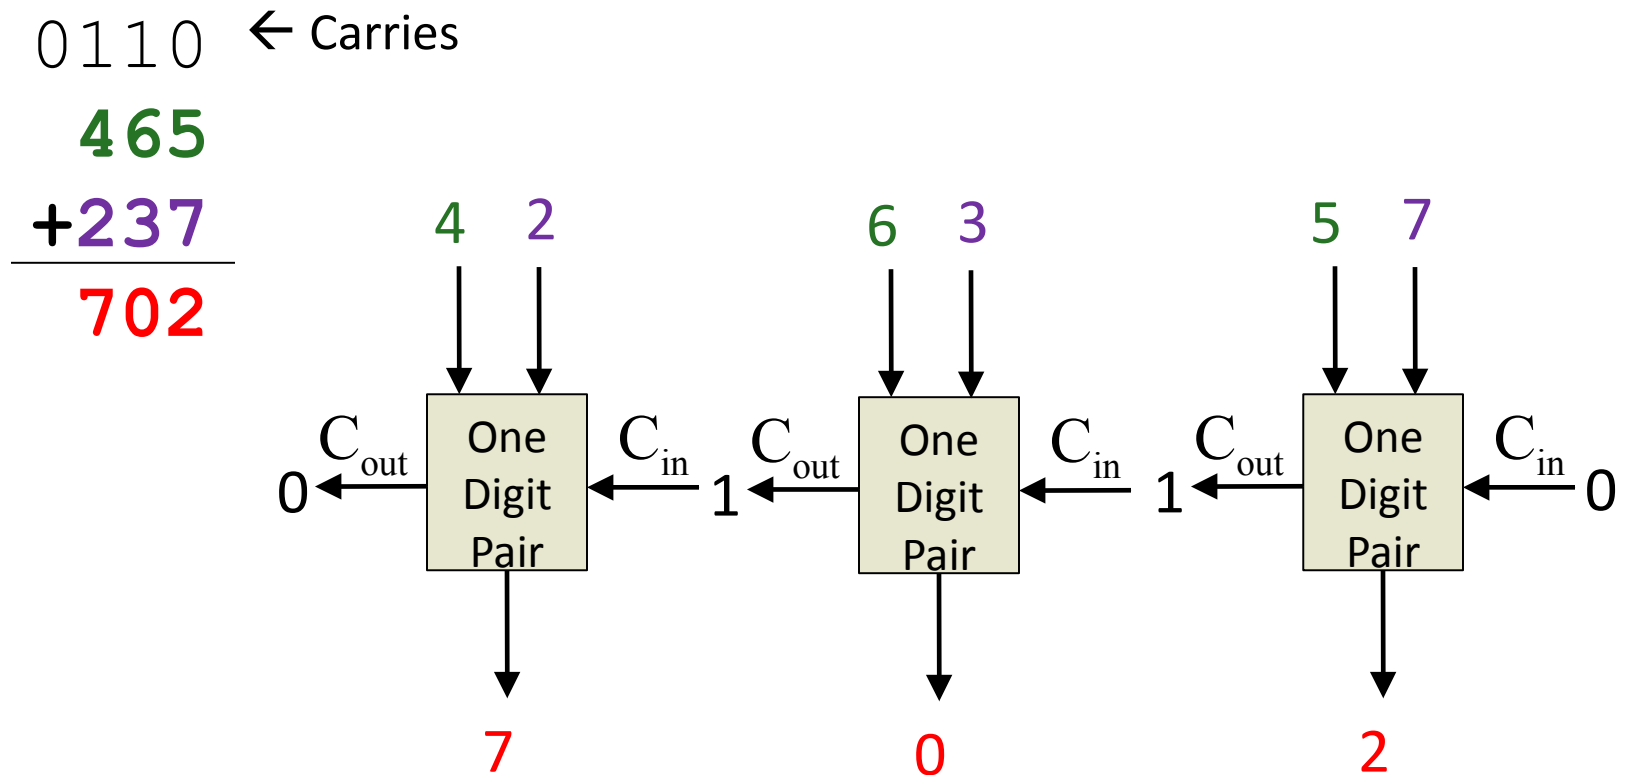 0110 ← Carries
465
+237
702
4 2 6 3 5 7
One Digit Pair
One Digit Pair
One Digit Pair
0 Cout Cin 1 Cout Cin 1 Cout Cin 0
7 0 2